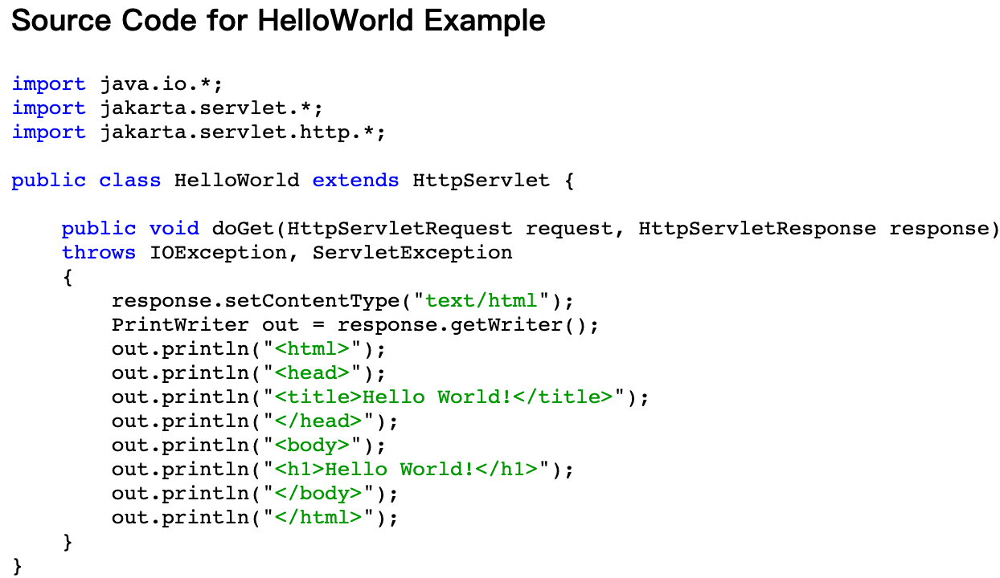 Source Code for HelloWorld Example
import java.io.*;
import jakarta.servlet.*;
import jakarta.servlet.http.*;
public class HelloWorld extends HttpServlet {
    public void doGet(HttpServletRequest request, HttpServletResponse response)
    throws IOException, ServletException
    {
        response.setContentType("text/html");
        PrintWriter out = response.getWriter();
        out.println("<html>");
        out.println("<head>");
        out.println("<title>Hello World!</title>");
        out.println("</head>");
        out.println("<body>");
        out.println("<h1>Hello World!</h1>");
        out.println("</body>");
        out.println("</html>");
    }
}